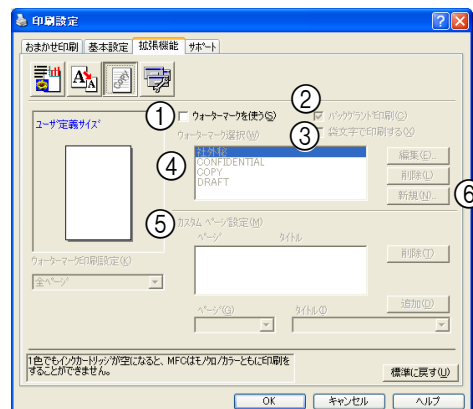 印刷設定
おまかせ印刷 基本設定 拡張機能 サポート
ユーザ定義サイズ
① ウォーターマークを使う(S)
② バックグラウンド印刷(C)
③ 袋文字で印刷する(X)
ウォーターマーク選択(W)
④ 社外秘
CONFIDENTIAL
COPY
DRAFT
編集(E)...
削除(L)
新規(N)...
⑥
⑤ カスタム ページ設定(M)
ページ タイトル
削除(T)
ウォーターマーク印刷設定(K)
全ページ
ページ(G) タイトル(I)
追加(D)
1色でもインクカートリッジが空になると、MFCはモノクロ/カラーともに印刷を
することができません。
標準に戻す(U)
OK キャンセル ヘルプ